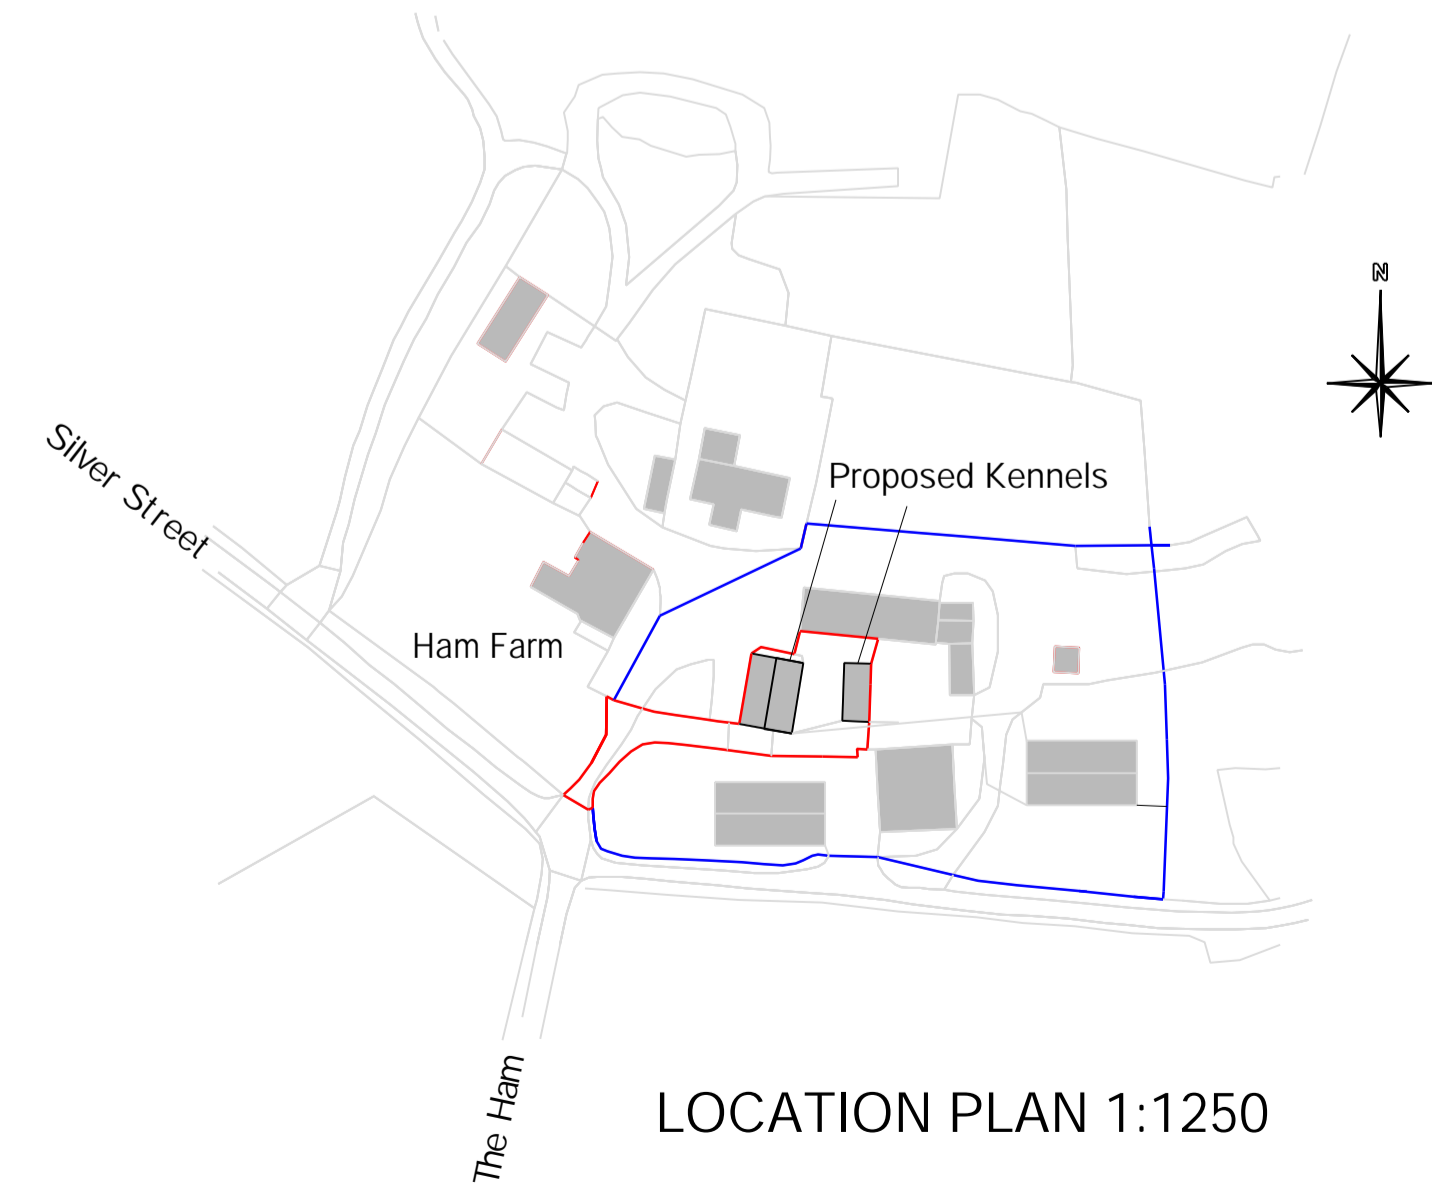 N
Silver Street
Proposed Kennels
Ham Farm
The Ham
LOCATION PLAN 1:1250